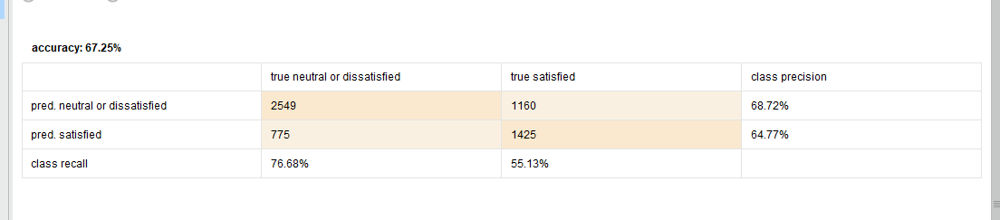 accuracy: 67.25%
true neutral or dissatisfied true satisfied class precision
pred. neutral or dissatisfied 2549 1160 68.72%
pred. satisfied 775 1425 64.77%
class recall 76.68% 55.13%